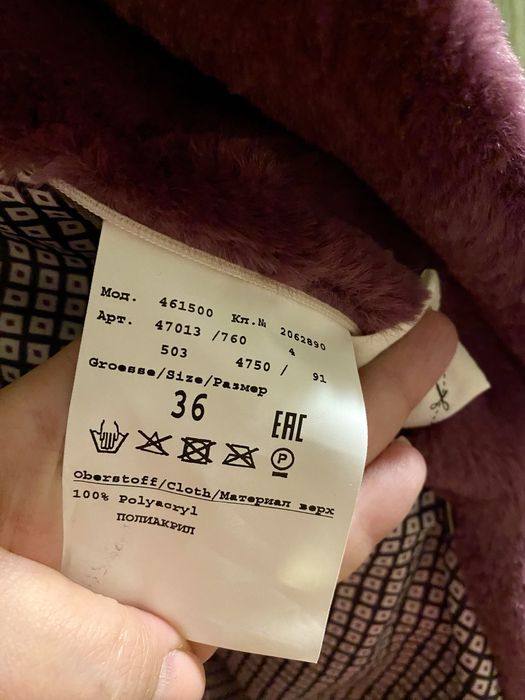 Мод. 461500 Кл.№ 2062890
Арт. 47013 /760 4
503 4750 / 91
Groesse/Size/Размер
36
EAC
P
Oberstoff/Cloth/Материал верх
100% Polyacryl
ПОЛИАКРИЛ